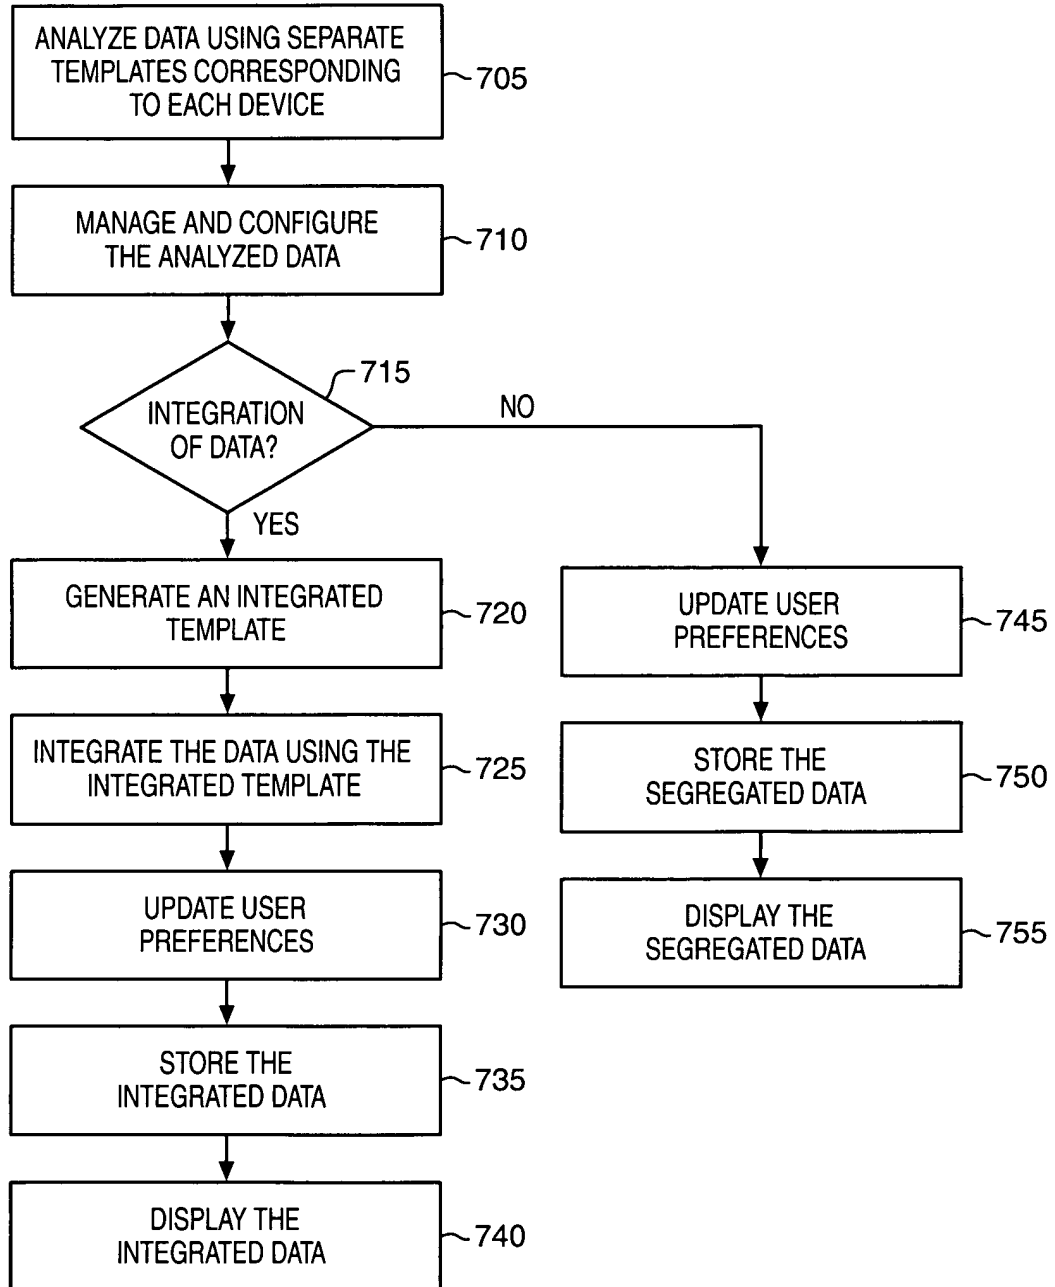 ANALYZE DATA USING SEPARATE
TEMPLATES CORRESPONDING
TO EACH DEVICE
705
MANAGE AND CONFIGURE
THE ANALYZED DATA
710
715
INTEGRATION
OF DATA?
NO
YES
GENERATE AN INTEGRATED
TEMPLATE
720
INTEGRATE THE DATA USING THE
INTEGRATED TEMPLATE
725
UPDATE USER
PREFERENCES
730
STORE THE
INTEGRATED DATA
735
DISPLAY THE
INTEGRATED DATA
740
UPDATE USER
PREFERENCES
745
STORE THE
SEGREGATED DATA
750
DISPLAY THE
SEGREGATED DATA
755